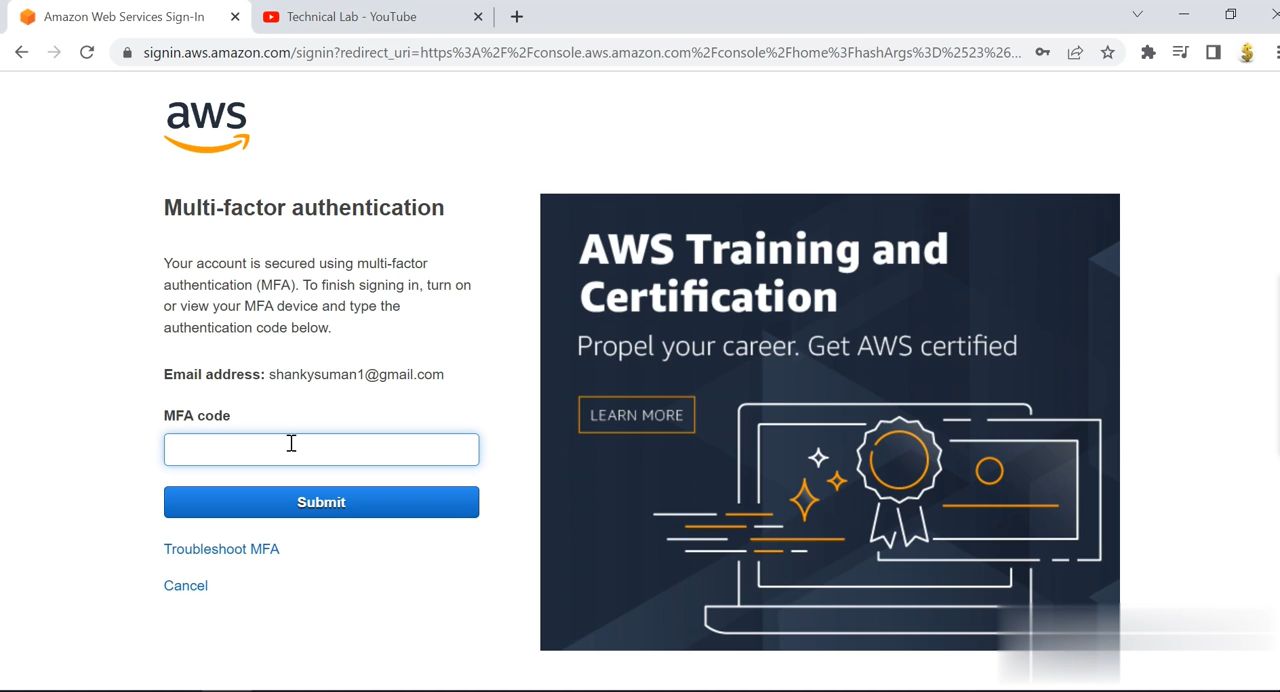 Amazon Web Services Sign-In
Technical Lab - YouTube
signin.aws.amazon.com/signin?redirect_uri=https%3A%2F%2Fconsole.aws.amazon.com%2Fconsole%2Fhome%3FhashArgs%3D%2523%26...
aws
Multi-factor authentication
Your account is secured using multi-factor
authentication (MFA). To finish signing in, turn on
or view your MFA device and type the
authentication code below.
Email address: shankysuman1@gmail.com
MFA code
Submit
Troubleshoot MFA
Cancel
AWS Training and
Certification
Propel your career. Get AWS certified
LEARN MORE